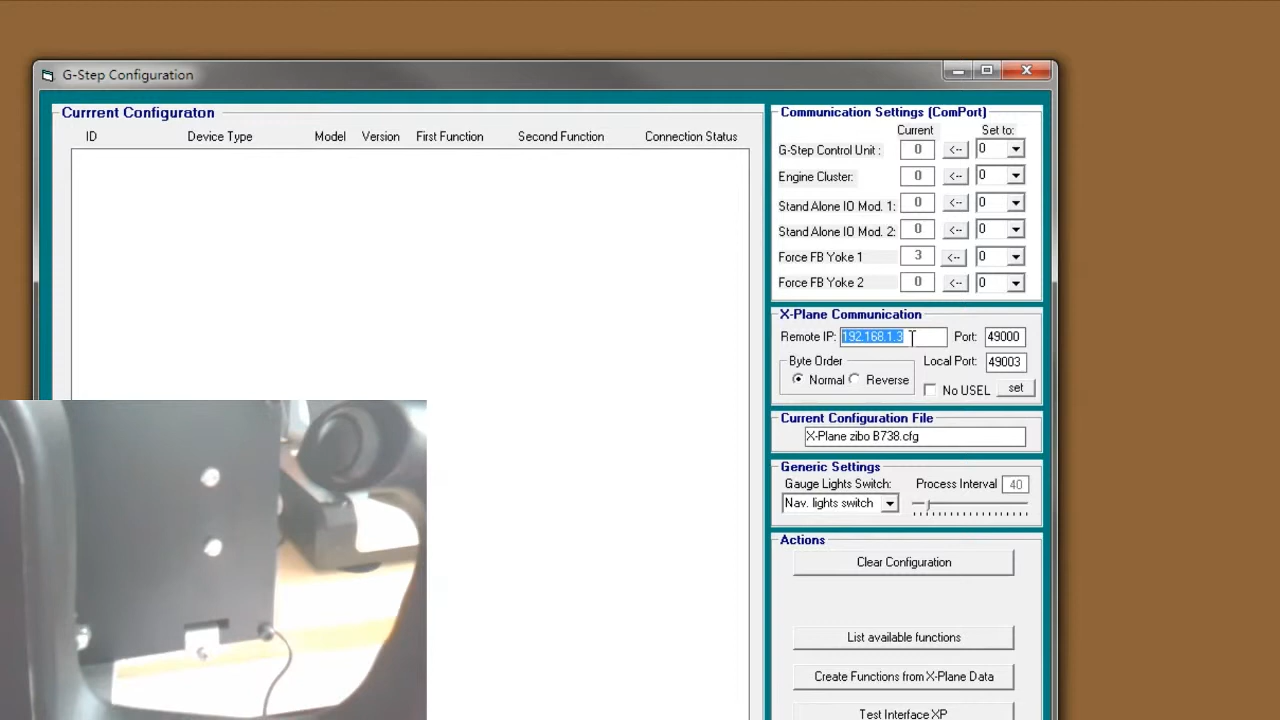 G-Step Configuration
Currrent Configuraton
ID Device Type Model Version First Function Second Function Connection Status
Communication Settings (ComPort)
Current Set to:
G-Step Control Unit : 0 <-- 0
Engine Cluster: 0 <-- 0
Stand Alone IO Mod. 1: 0 <-- 0
Stand Alone IO Mod. 2: 0 <-- 0
Force FB Yoke 1 3 <-- 0
Force FB Yoke 2 0 <-- 0
X-Plane Communication
Remote IP: 192.168.1.3 Port: 49000
Byte Order Local Port: 49003
Normal Reverse No USEL set
Current Configuration File
X-Plane zibo B738.cfg
Generic Settings
Gauge Lights Switch: Process Interval 40
Nav. lights switch
Actions
Clear Configuration
List available functions
Create Functions from X-Plane Data
Test Interface XP